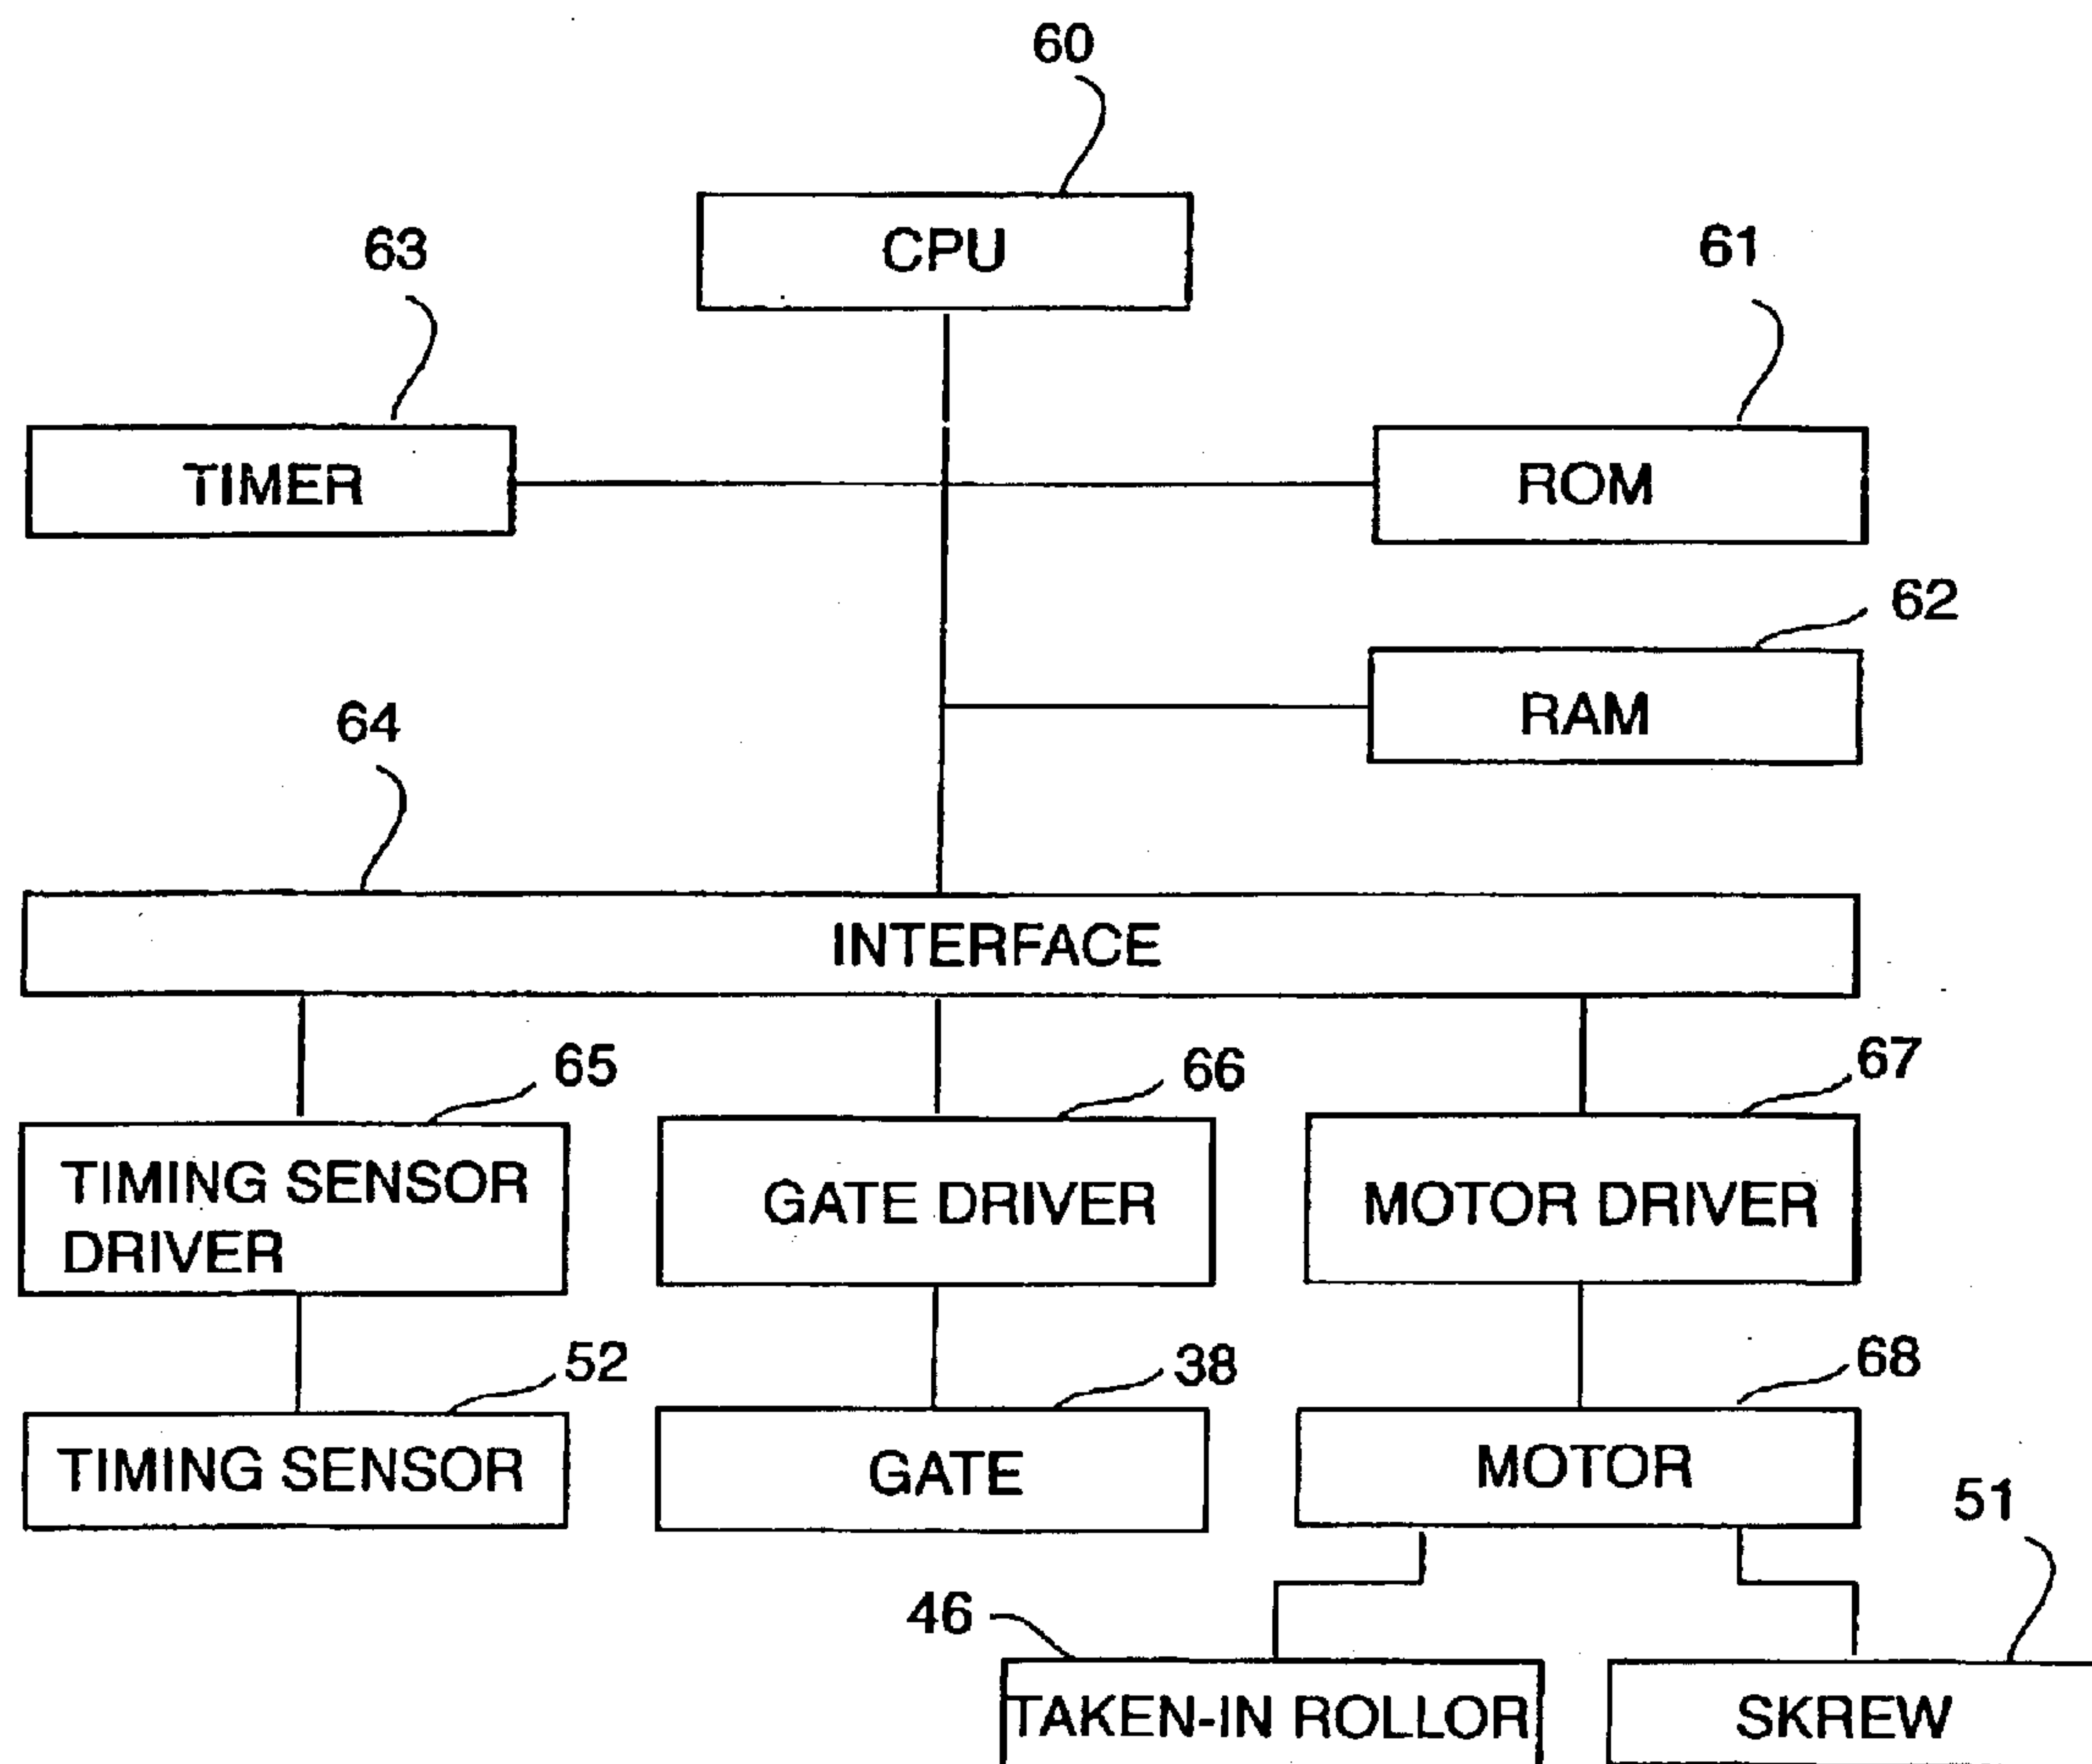 60
CPU
63
61
TIMER
ROM
62
RAM
64
INTERFACE
65
66
67
TIMING SENSOR
DRIVER
GATE DRIVER
MOTOR DRIVER
52
38
68
TIMING SENSOR
GATE
MOTOR
51
46
TAKEN-IN ROLLOR
SKREW